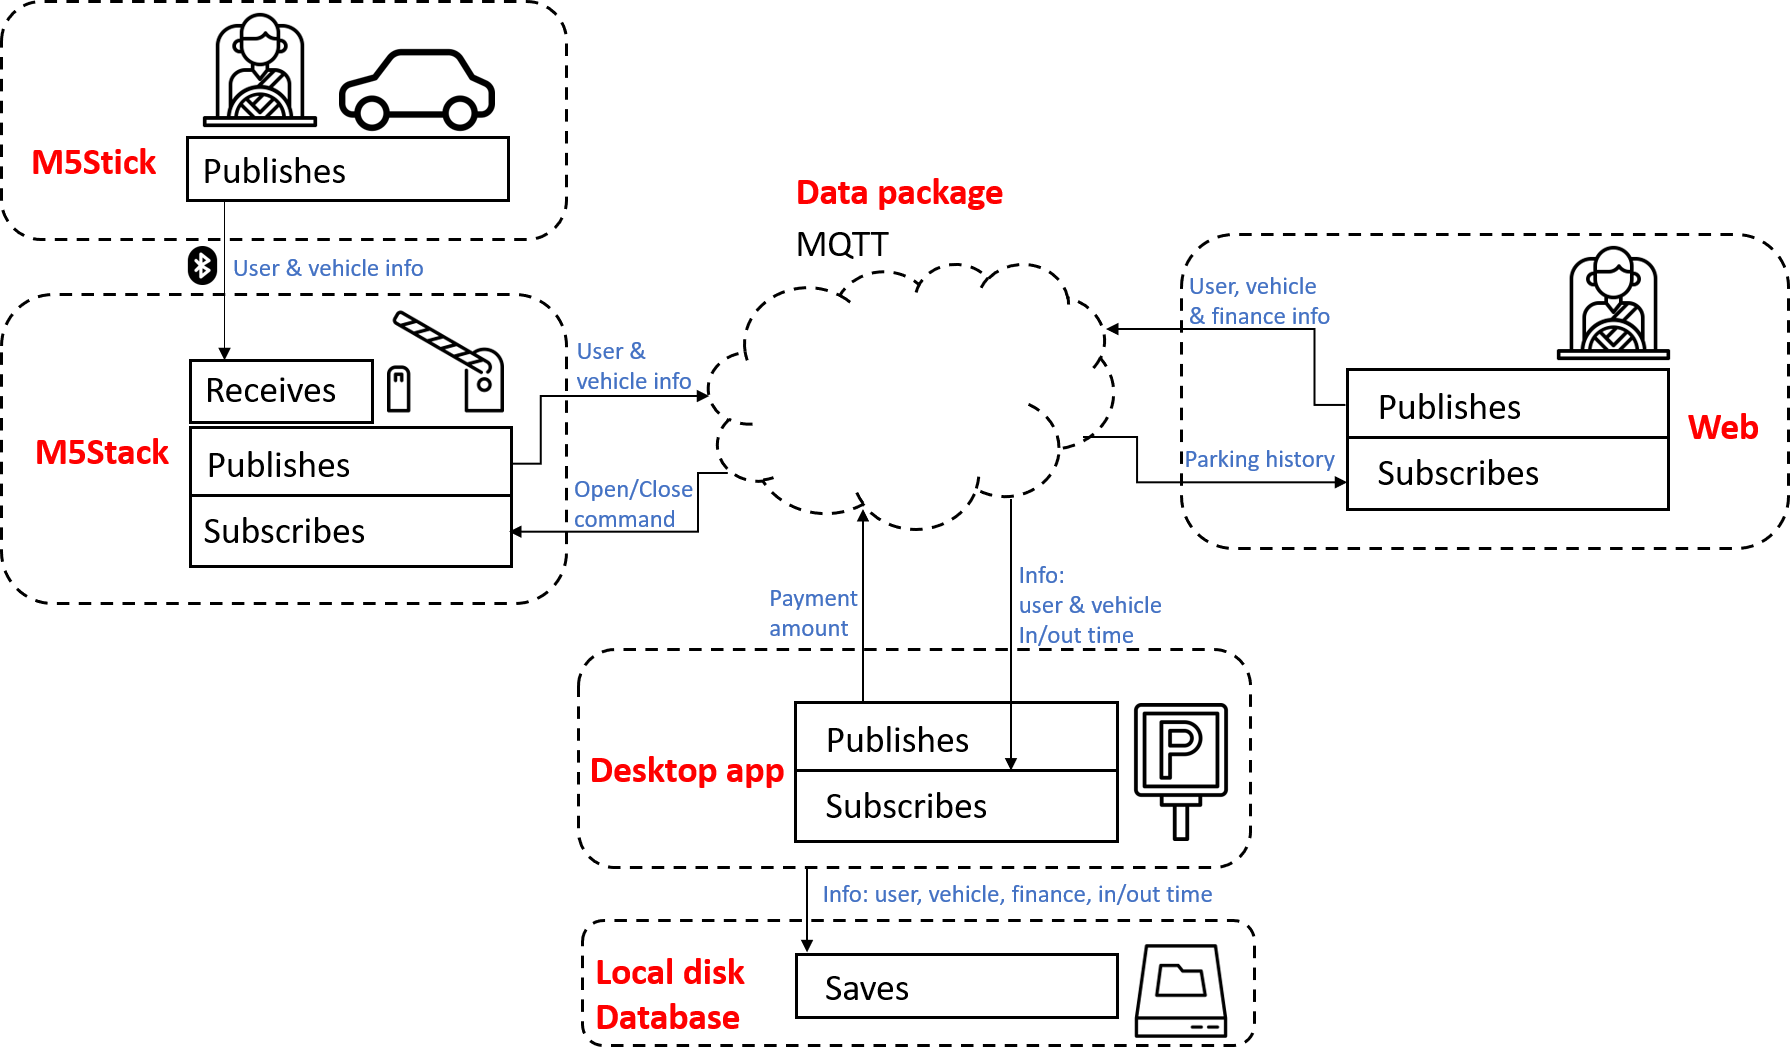 M5Stick
Publishes
User & vehicle info
M5Stack
Receives
Publishes
Subscribes
User &
vehicle info
Open/Close
command
Data package
MQTT
User, vehicle
& finance info
Parking history
Publishes
Subscribes
Web
Payment
amount
Info:
user & vehicle
In/out time
Desktop app
Publishes
Subscribes
P
Info: user, vehicle, finance, in/out time
Local disk
Database
Saves